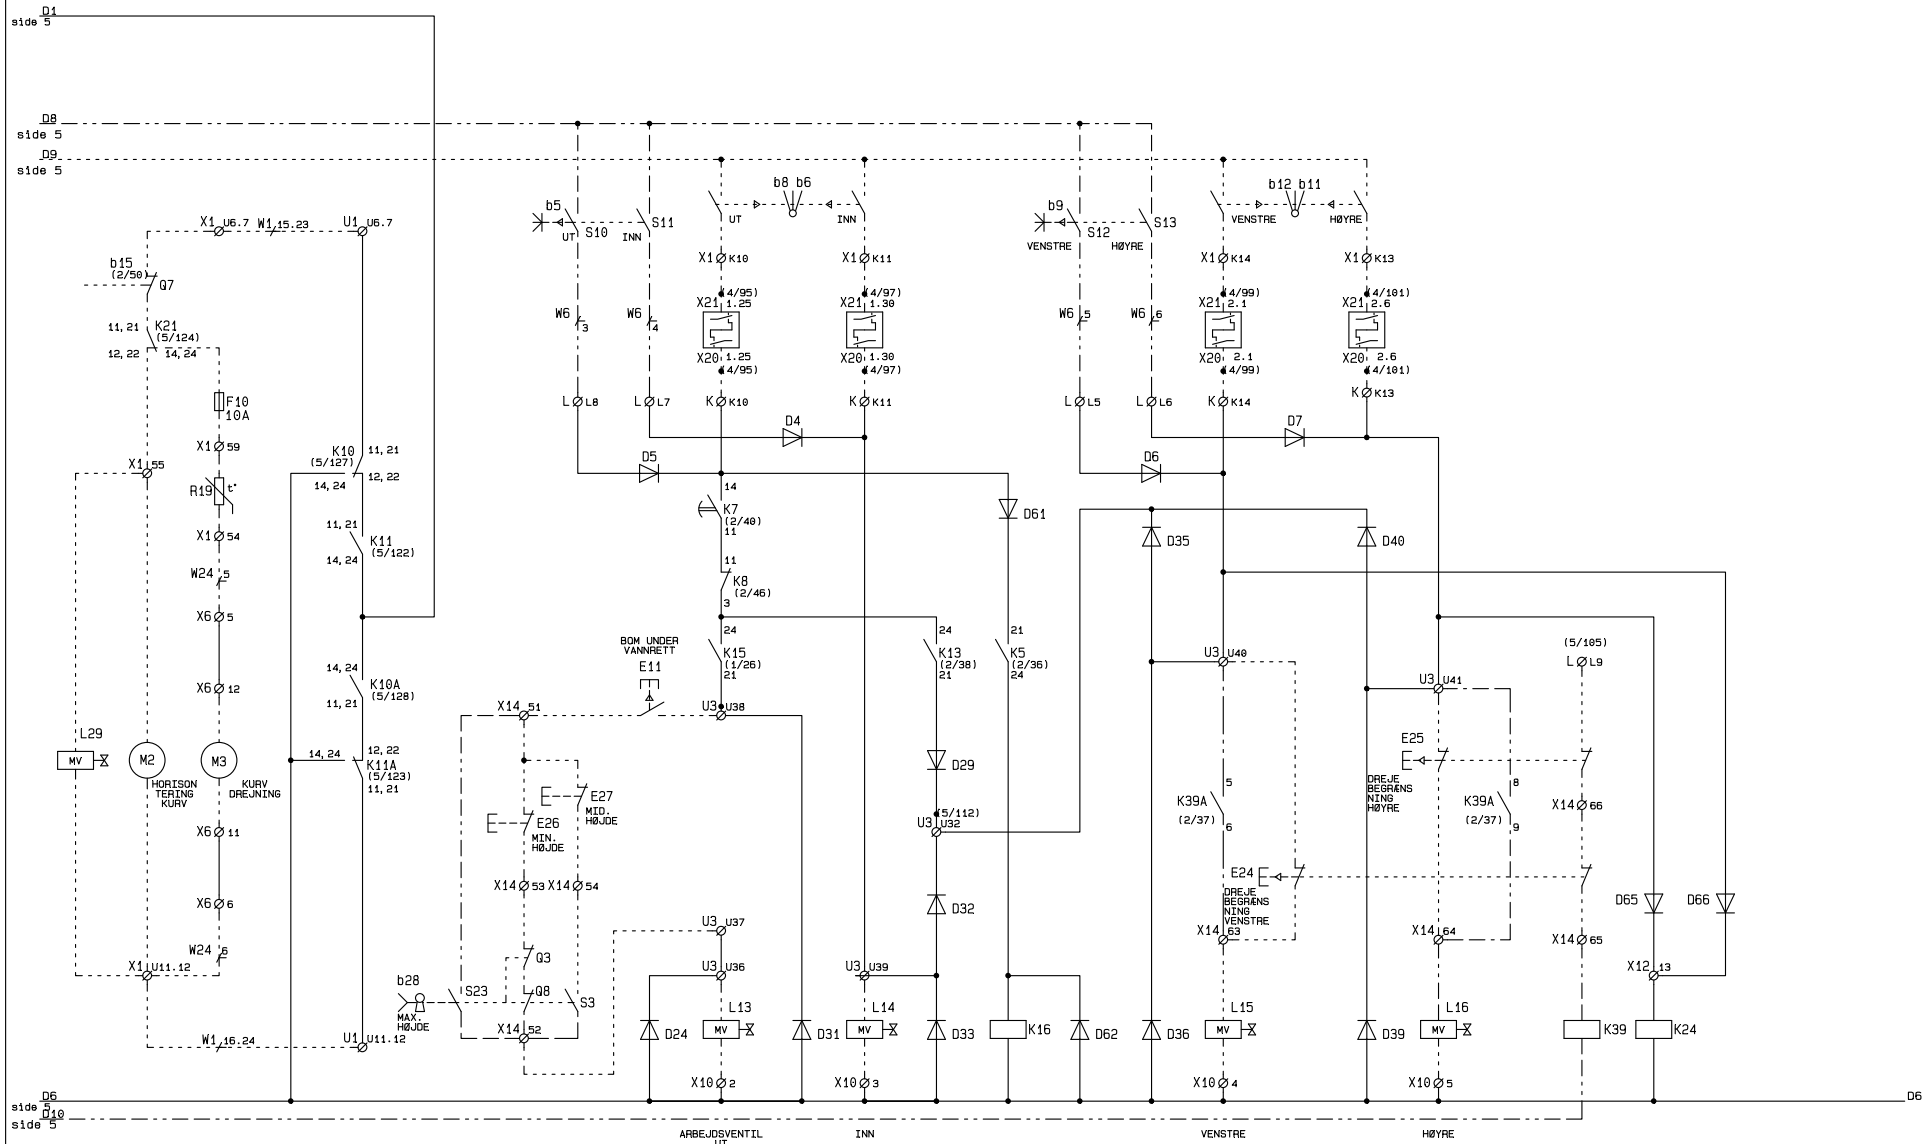 D1
side 5
D8
side 5
D9
side 5
b8 b6
b12 b11
b5
S10
S11
UT
INN
UT
INN
b9
S12
S13
VENSTRE
HØYRE
VENSTRE
HØYRE
X1 U6.7
W1 15.23
U1 U6.7
X1 K10
X1 K11
X1 K14
X1 K13
b15
(2/50)
Q7
(4/95)
X21 1.25
(4/97)
X21 1.30
(4/99)
X21 2.1
(4/101)
X21 2.6
W6 3
W6 4
W6 5
W6 6
11,21 K21
(5/124)
12,22 14,24
X20 1.25
(4/95)
X20 1.30
(4/97)
X20 2.1
(4/99)
X20 2.6
(4/101)
F10
10A
L L8
L L7
K K10
K K11
L L5
L L6
K K14
K K13
D4
D7
X1 59
K10 11,21
(5/127)
12,22
14,24
D5
D6
X1 55
R19 t°
14
K7
(2/40)
11
D61
D35
D40
X1 54
11,21
K11
(5/122)
14,24
W24 5
11
K8
(2/46)
3
X6 5
BOM UNDER
VANNRETT
E11
24
K15
(1/26)
21
24
K13
(2/38)
21
21
K5
(2/36)
24
U3 U40
(5/105)
L L9
X6 12
14,24
K10A
(5/128)
11,21
U3 U41
X14 51
U3 U38
L29
MV
M2
M3
HORISON
TERING
KURV
KURV
DREJNING
14,24
12,22
K11A
(5/123)
11,21
D29
E25
DREJE
BEGRÆNS
NING
HØYRE
E27
MID.
HØJDE
E26
MIN.
HØJDE
5
K39A
(2/37)
6
8
K39A
(2/37)
9
X14 66
(5/112)
U3 U32
X6 11
X14 53
X14 54
E24
DREJE
BEGRÆNS
NING
VENSTRE
X6 6
D32
D65
D66
U3 U37
X14 63
X14 64
X14 65
W24 6
Q3
X1 U11.12
U3 U36
U3 U39
X12 13
b28
MAX.
HØJDE
S23
Q8
S3
L13
MV
L14
MV
L15
MV
L16
MV
D24
D31
D33
K16
D62
D36
D39
K39
K24
W1 16.24
U1 U11.12
X14 52
X10 2
X10 3
X10 4
X10 5
D6
side 5
D6
D10
side 5
ARBEJDSVENTIL
UT
INN
VENSTRE
HØYRE